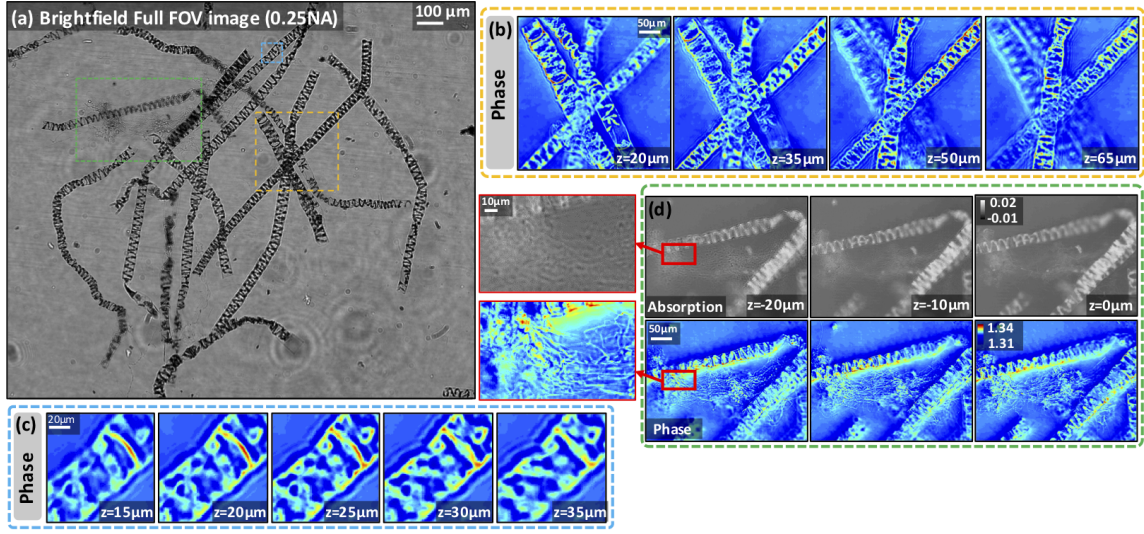 (a) Brightfield Full FOV image (0.25NA)
100 μm
(b)
Phase
50μm
z=20μm
z=35μm
z=50μm
z=65μm
10μm
(d)
0.02
-0.01
Absorption
z=-20μm
z=-10μm
z=0μm
50μm
1.34
1.31
Phase
(c)
Phase
20μm
z=15μm
z=20μm
z=25μm
z=30μm
z=35μm